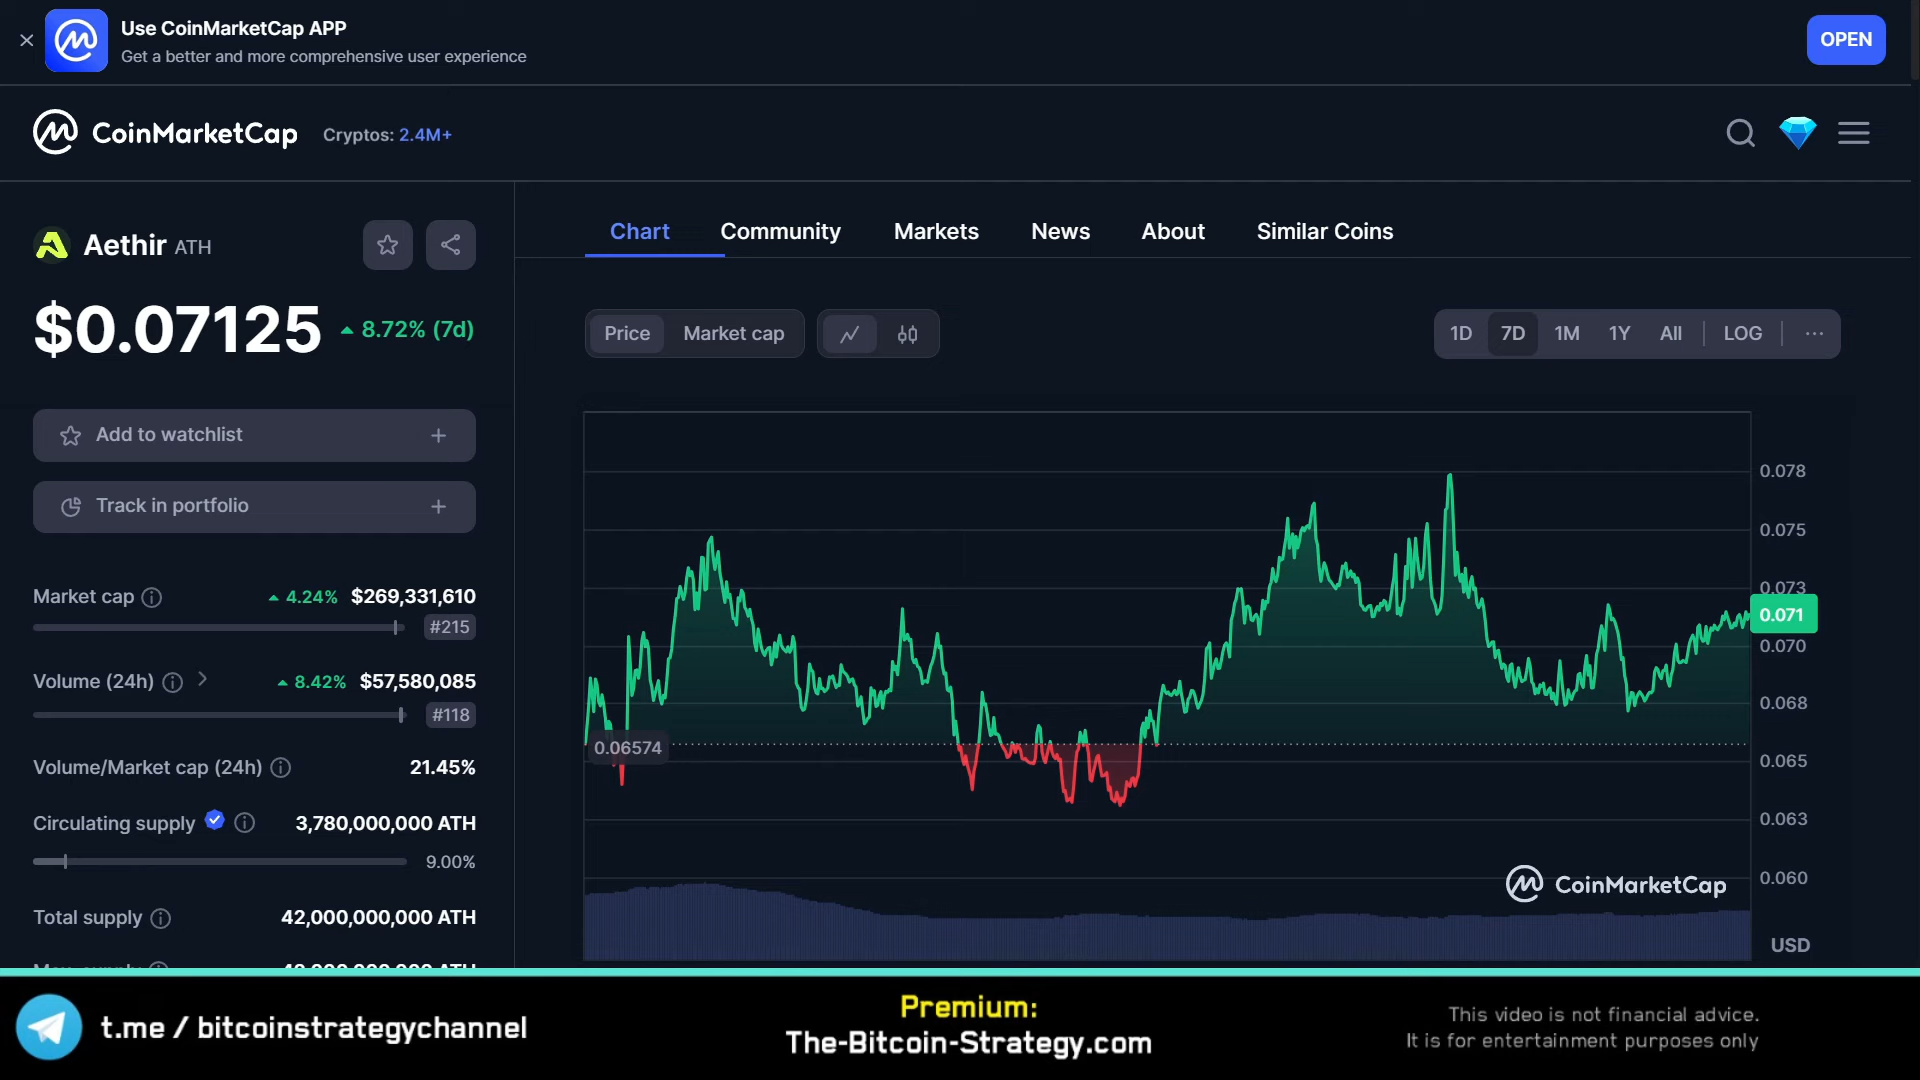 Use CoinMarketCap APP
Get a better and more comprehensive user experience
OPEN
CoinMarketCap Cryptos: 2.4M+
Aethir ATH
$0.07125 8.72% (7d)
Add to watchlist +
Track in portfolio +
Market cap 4.24% $269,331,610
#215
Volume (24h) 8.42% $57,580,085
#118
Volume/Market cap (24h) 21.45%
Circulating supply 3,780,000,000 ATH
9.00%
Total supply 42,000,000,000 ATH
Chart Community Markets News About Similar Coins
Price Market cap
1D 7D 1M 1Y All LOG ...
0.078
0.075
0.073
0.071
0.070
0.068
0.06574
0.065
0.063
0.060
CoinMarketCap
USD
t.me / bitcoinstrategychannel
Premium:
The-Bitcoin-Strategy.com
This video is not financial advice.
It is for entertainment purposes only